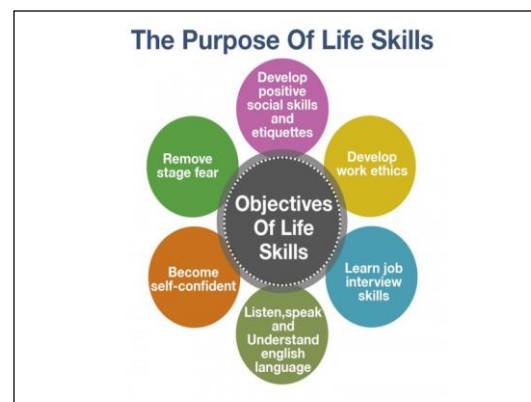 The Purpose Of Life Skills
Develop
positive
social skills
and
etiquettes
Develop
work ethics
Learn job
interview
skills
Listen,speak
and
Understand
english
language
Become
self-confident
Remove
stage fear
Objectives
Of Life
Skills